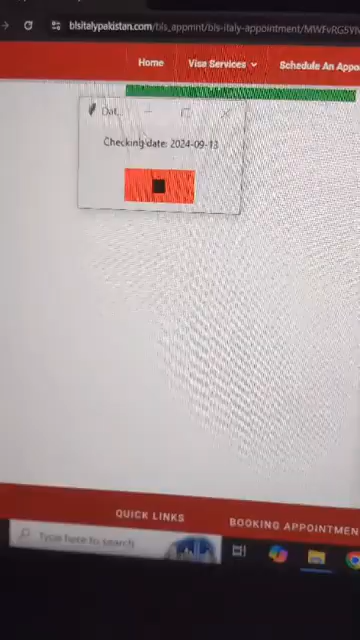 blsitalypakistan.com/bls_appmnt/bls-italy-appointment/
Home Visa Services Schedule An Appo
Dat...
Checking date: 2024-09-13
QUICK LINKS BOOKING APPOINTMEN
Type here to search